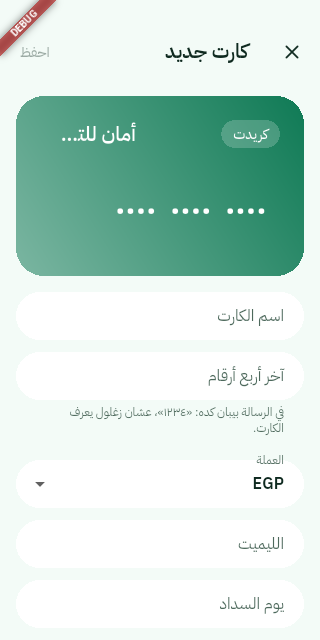 DEBUG
كارت جديد
احفظ
كريدت
أمان للتـ...
•••• •••• ••••
اسم الكارت
آخر أربع أرقام
في الرسالة بيبان كده: «١٢٣٤»، عشان زغلول يعرف
الكارت.
العملة
EGP
الليميت
يوم السداد